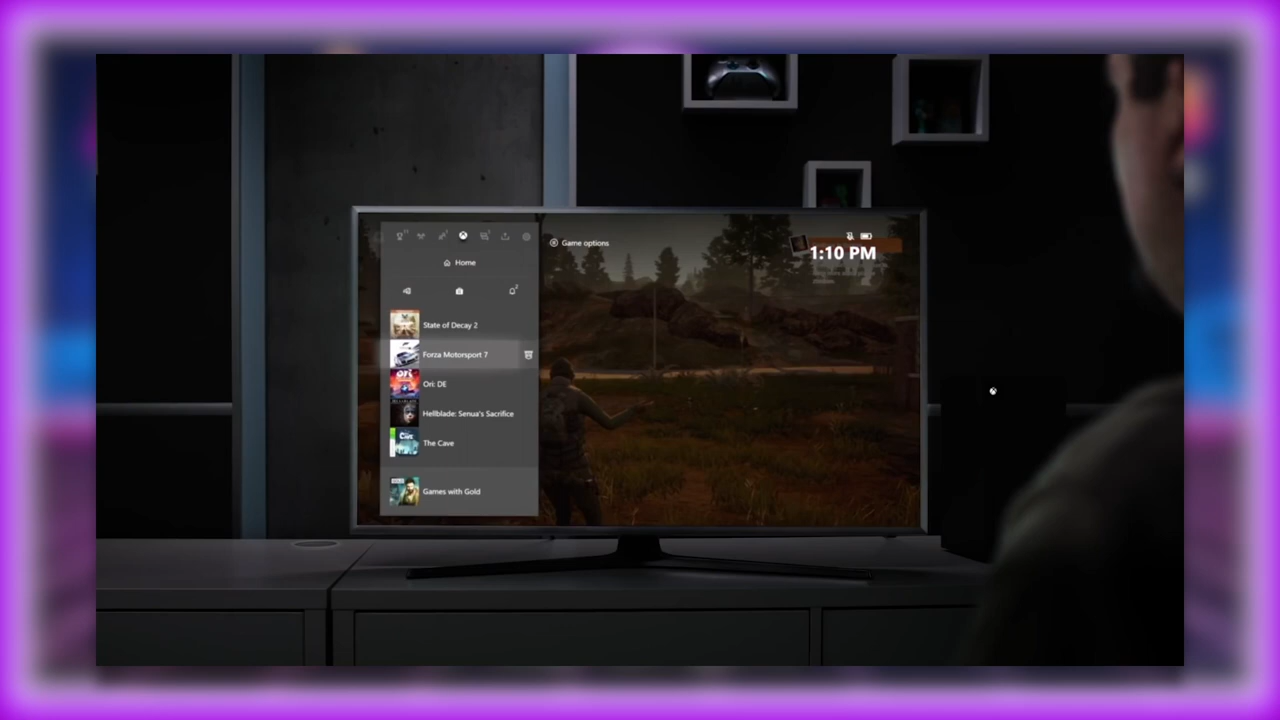 Game options
1:10 PM
Home
2
State of Decay 2
Forza Motorsport 7
Ori: DE
Hellblade: Senua's Sacrifice
The Cave
Games with Gold